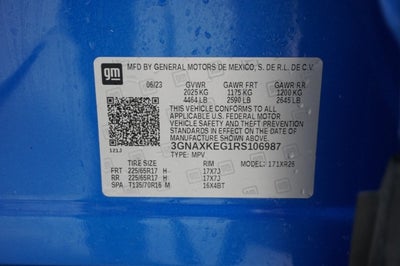 gm
MFD BY GENERAL MOTORS DE MEXICO, S. DE R.L. DE C.V.
06/23 GVWR GAWR FRT GAWR RR
2025 KG 1175 KG 1200 KG
4464 LB 2590 LB 2645 LB
THIS VEHICLE CONFORMS TO ALL
APPLICABLE U.S. FEDERAL MOTOR
VEHICLE SAFETY AND THEFT PREVENTION
STANDARDS IN EFFECT ON THE DATE OF
MANUFACTURE SHOWN ABOVE.
3GNAXKEG1RS106987
121J TYPE: MPV
TIRE SIZE RIM MODEL: 171XR26
FRT 225/65R17 H 17X7J
RR 225/65R17 H 17X7J
SPA T135/70R16 M 16X4BT